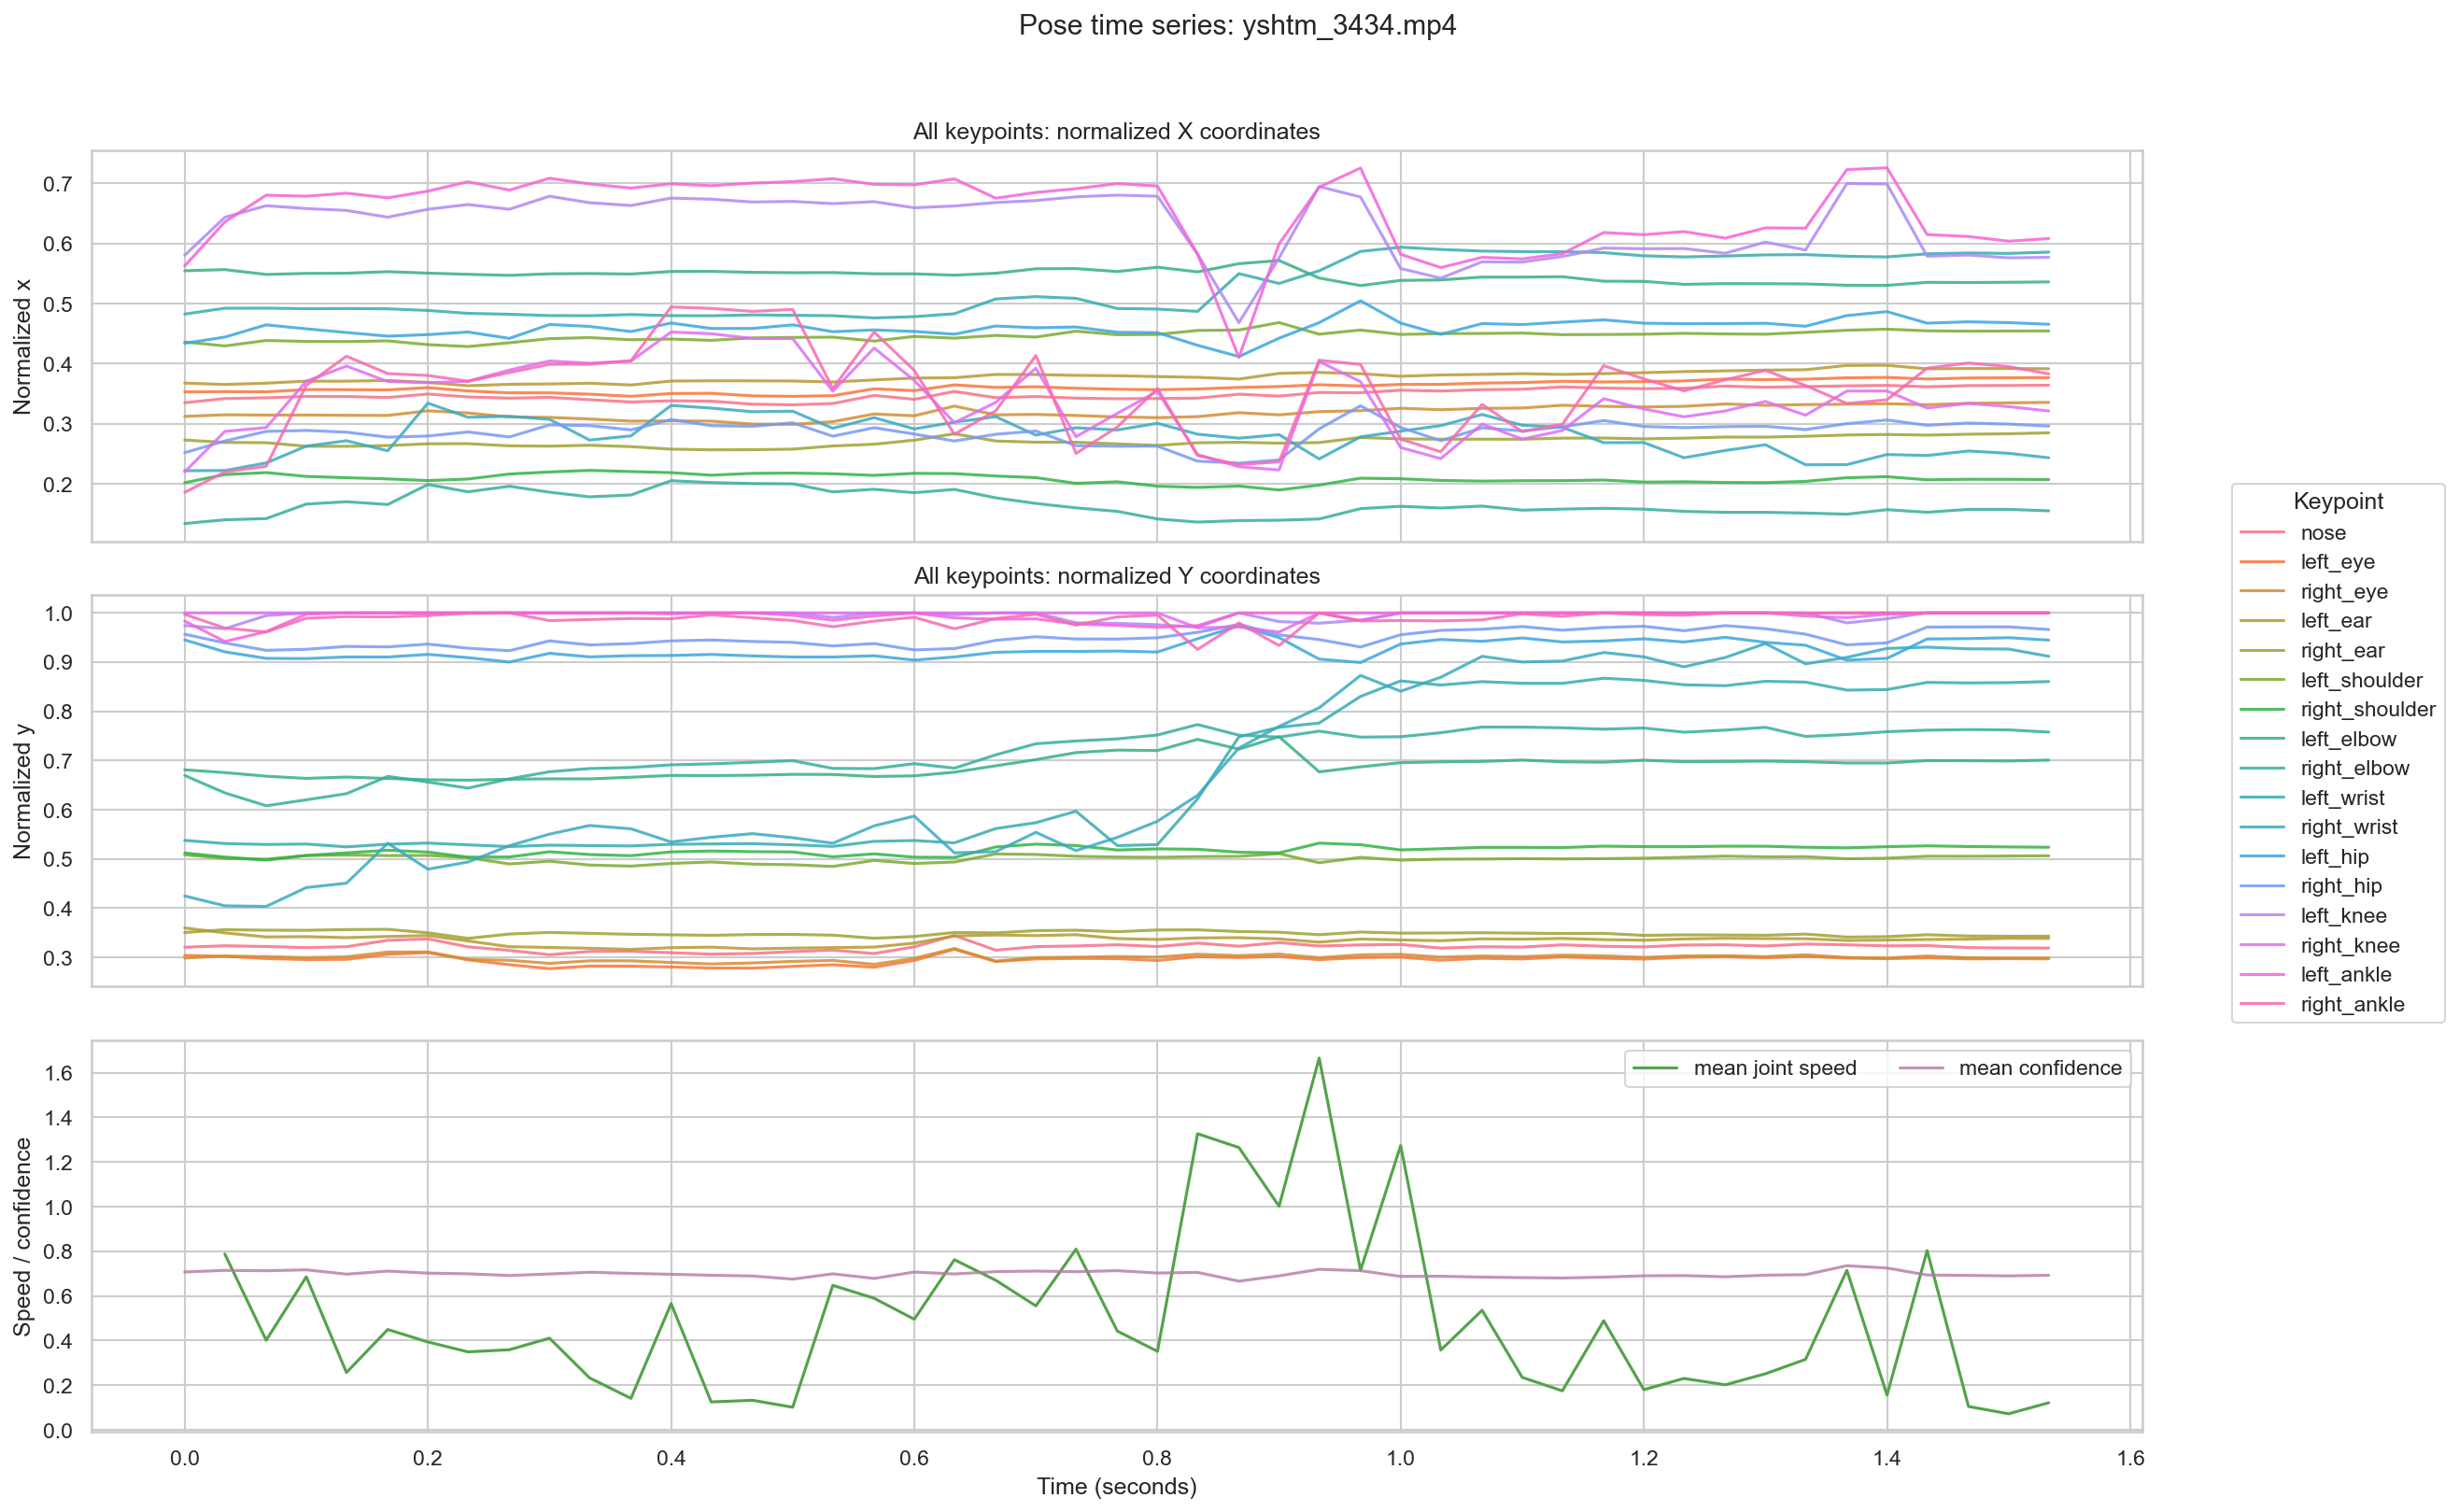 Pose time series: yshtm_3434.mp4
All keypoints: normalized X coordinates
Normalized x
0.7
0.6
0.5
0.4
0.3
0.2
All keypoints: normalized Y coordinates
Normalized y
1.0
0.9
0.8
0.7
0.6
0.5
0.4
0.3
Keypoint
nose
left_eye
right_eye
left_ear
right_ear
left_shoulder
right_shoulder
left_elbow
right_elbow
left_wrist
right_wrist
left_hip
right_hip
left_knee
right_knee
left_ankle
right_ankle
Speed / confidence
1.6
1.4
1.2
1.0
0.8
0.6
0.4
0.2
0.0
mean joint speed
mean confidence
0.0 0.2 0.4 0.6 0.8 1.0 1.2 1.4 1.6
Time (seconds)